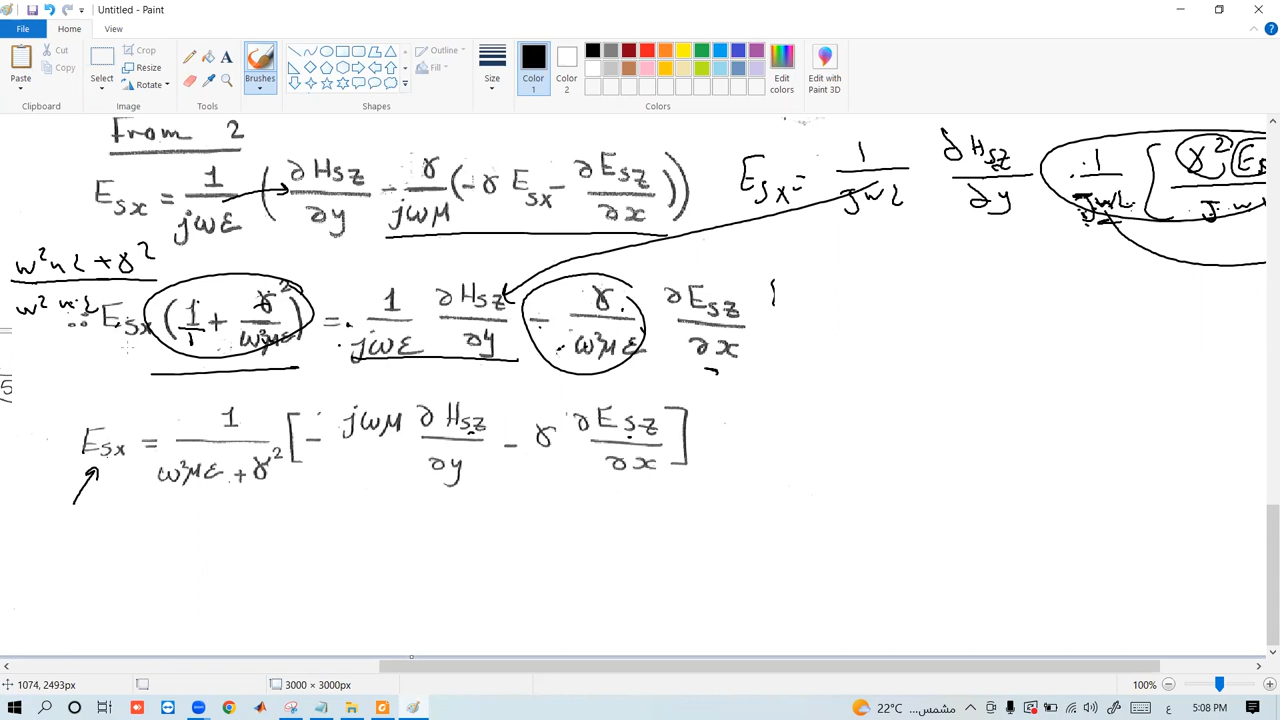 Untitled - Paint
File Home View
Paste Cut Copy Select Crop Resize Rotate Brushes Outline Fill Size Color 1 Color 2 Edit colors Edit with Paint 3D
Clipboard Image Tools Shapes Colors
From 2
Esx = 1/jωε (∂Hsz/∂y - γ/jωμ (-γ Esx - ∂Esz/∂x))
Esx = 1/jωε ∂Hsz/∂y
w²με + γ² / w²με
∴ Esx (1/1 + γ²/ω²με) = 1/jωε ∂Hsz/∂y - γ/ω²με ∂Esz/∂x
Esx = 1/ω²με + γ² [- jωμ ∂Hsz/∂y - γ ∂Esz/∂x]
1074, 2493px 3000 × 3000px 100%
22°C مشمس... ع 5:08 PM